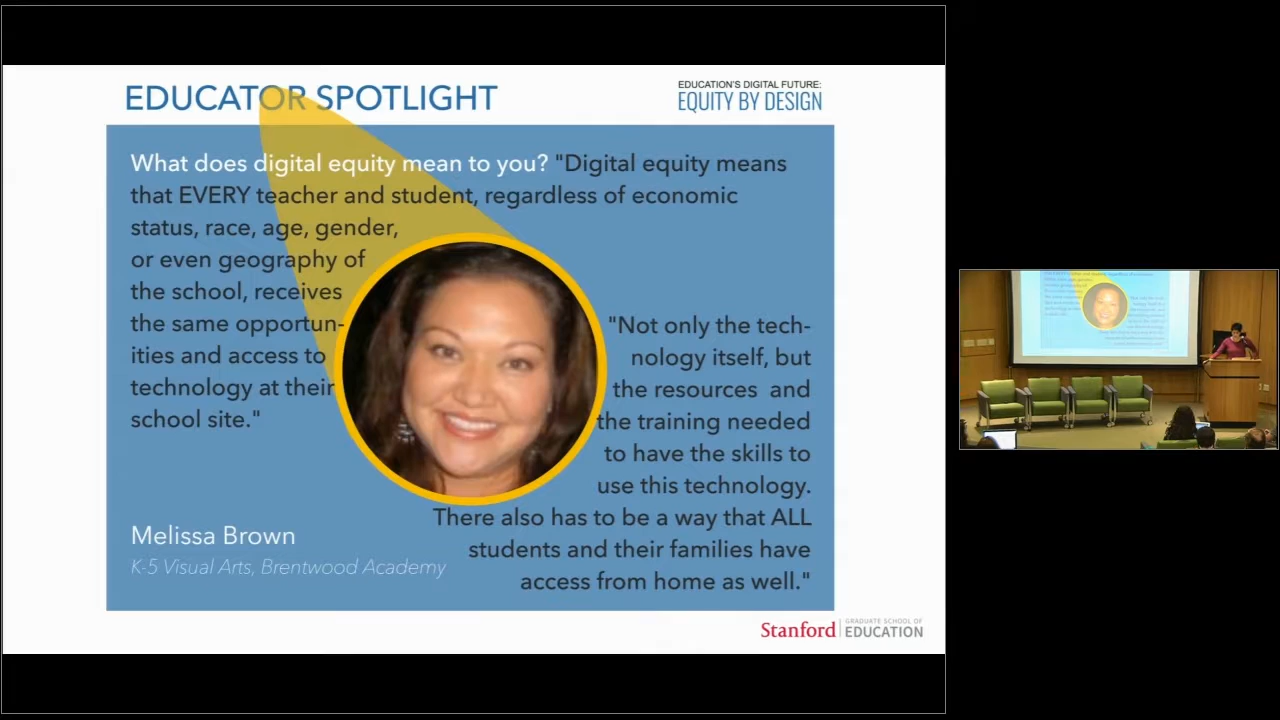 EDUCATOR SPOTLIGHT
EDUCATION'S DIGITAL FUTURE:
EQUITY BY DESIGN
What does digital equity mean to you? "Digital equity means
that EVERY teacher and student, regardless of economic
status, race, age, gender,
or even geography of
the school, receives
the same opportun-
ities and access to
technology at their
school site."
"Not only the tech-
nology itself, but
the resources and
the training needed
to have the skills to
use this technology.
There also has to be a way that ALL
students and their families have
access from home as well."
Melissa Brown
K-5 Visual Arts, Brentwood Academy
Stanford
GRADUATE SCHOOL OF
EDUCATION